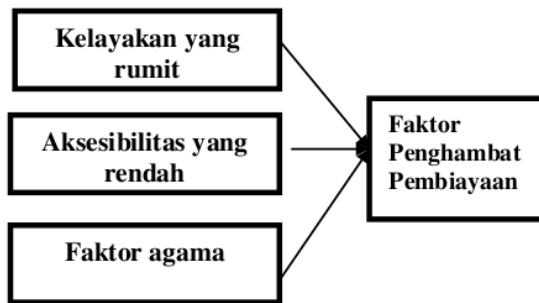 Kelayakan yang
rumit
Aksesibilitas yang
rendah
Faktor agama
Faktor
Penghambat
Pembiayaan